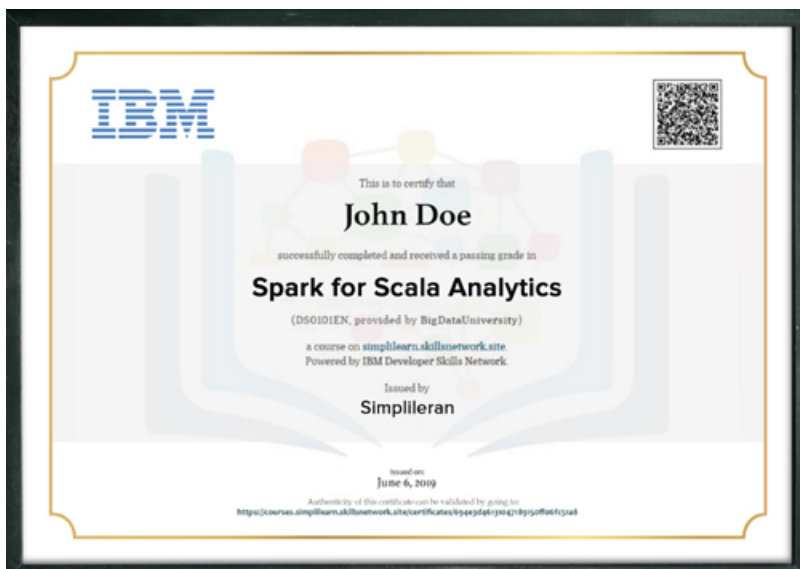 IBM
This is to certify that
John Doe
successfully completed and received a passing grade in
Spark for Scala Analytics
(DS0101EN, provided by BigDataUniversity)
a course on simplilearn.skillsnetwork.site.
Powered by IBM Developer Skills Network.
Issued by
Simplileran
Issued on:
June 6, 2019
Authenticity of this certificate can be validated by going to: